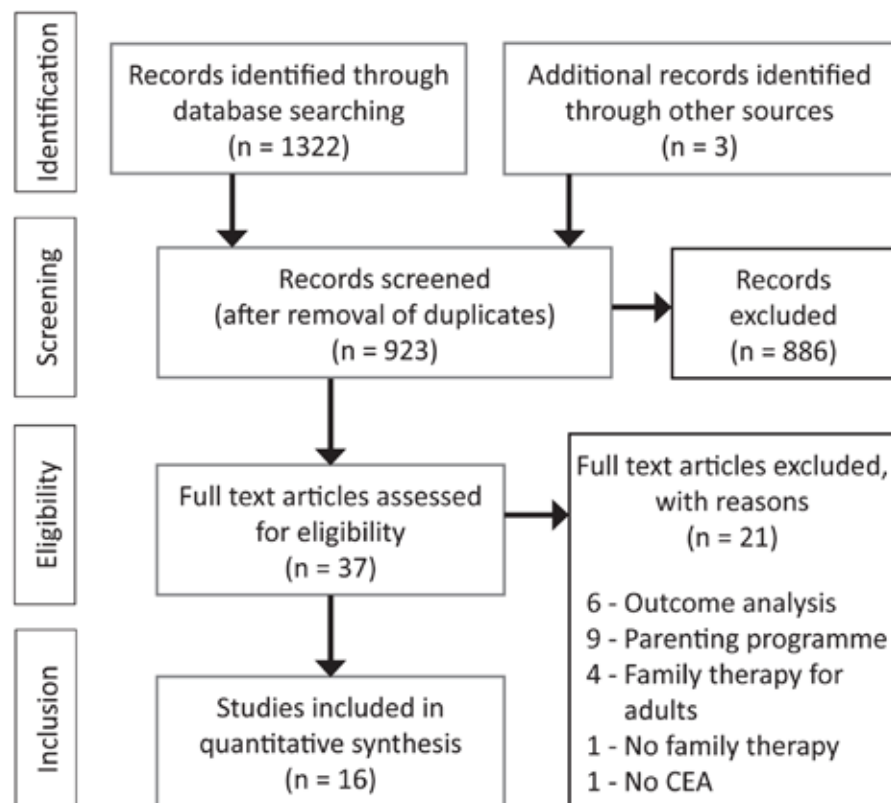 Identification
Records identified through
database searching
(n = 1322)
Additional records identified
through other sources
(n = 3)
Screening
Records screened
(after removal of duplicates)
(n = 923)
Records
excluded
(n = 886)
Eligibility
Full text articles assessed
for eligibility
(n = 37)
Full text articles excluded,
with reasons
(n = 21)
6 - Outcome analysis
9 - Parenting programme
4 - Family therapy for
adults
1 - No family therapy
1 - No CEA
Inclusion
Studies included in
quantitative synthesis
(n = 16)